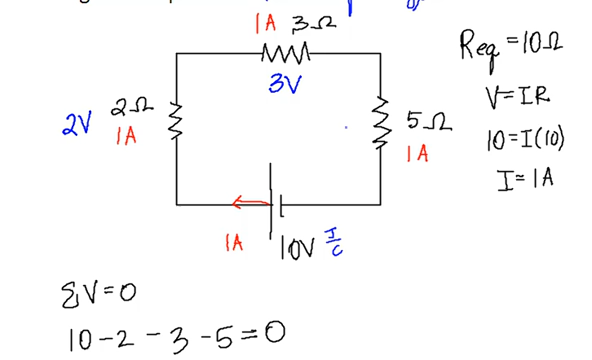 1A 3Ω
Req = 10Ω
3V
V = IR
2V 2Ω
1A
5Ω
1A
10 = I(10)
I = 1A
1A
10V J/C
ΣV = 0
10 - 2 - 3 - 5 = 0